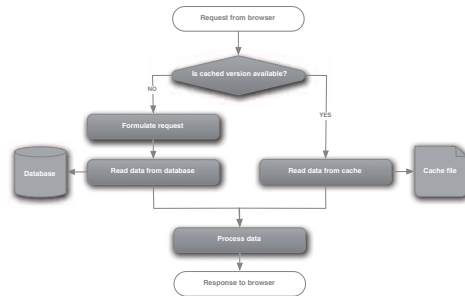 Request from browser
Is cached version available?
NO
YES
Formulate request
Database
Read data from database
Read data from cache
Cache file
Process data
Response to browser